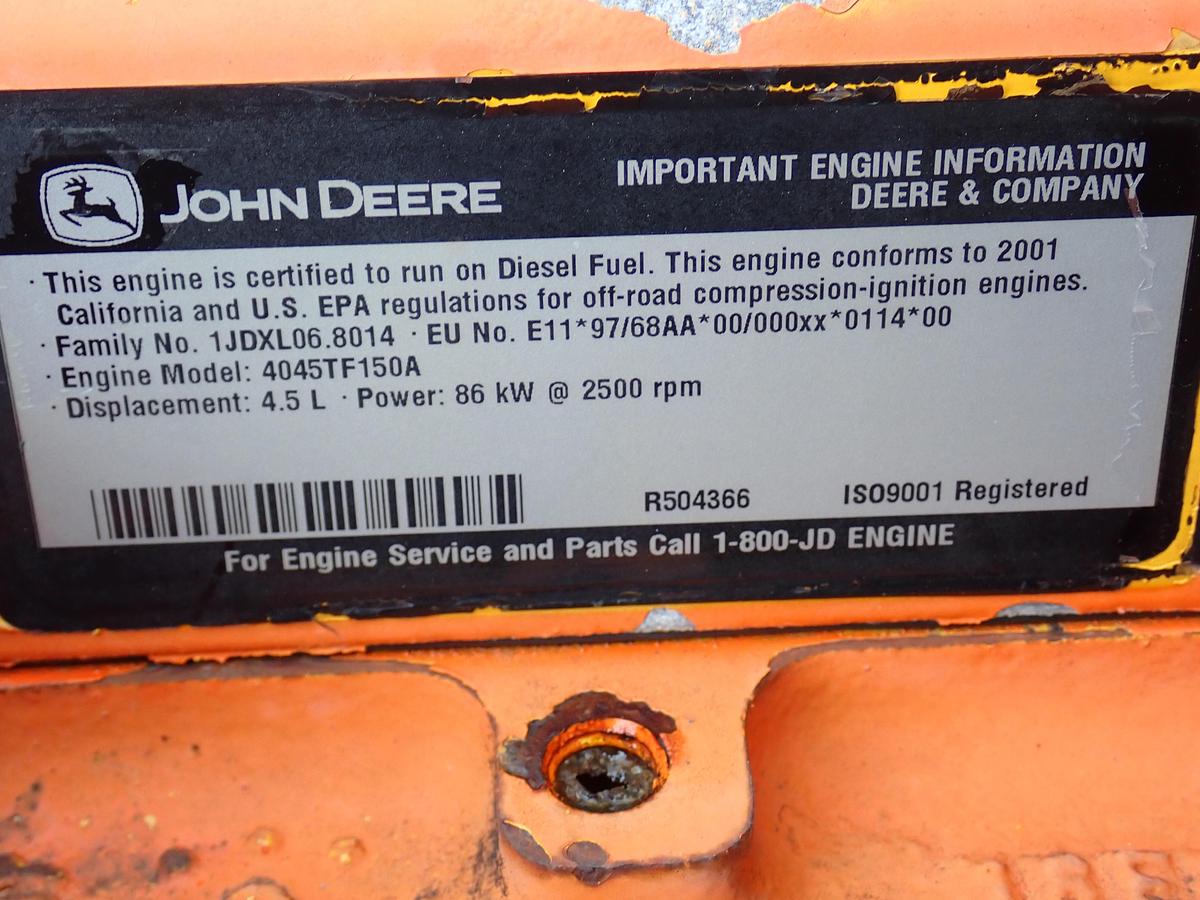 JOHN DEERE
IMPORTANT ENGINE INFORMATION
DEERE & COMPANY
· This engine is certified to run on Diesel Fuel. This engine conforms to 2001
California and U.S. EPA regulations for off-road compression-ignition engines.
· Family No. 1JDXL06.8014 · EU No. E11*97/68AA*00/000xx*0114*00
· Engine Model: 4045TF150A
· Displacement: 4.5 L · Power: 86 kW @ 2500 rpm
R504366 ISO9001 Registered
For Engine Service and Parts Call 1-800-JD ENGINE